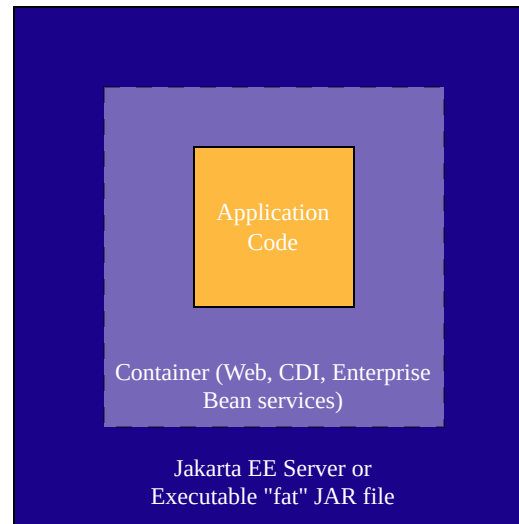 Application
Code
Container (Web, CDI, Enterprise
Bean services)
Jakarta EE Server or
Executable "fat" JAR file